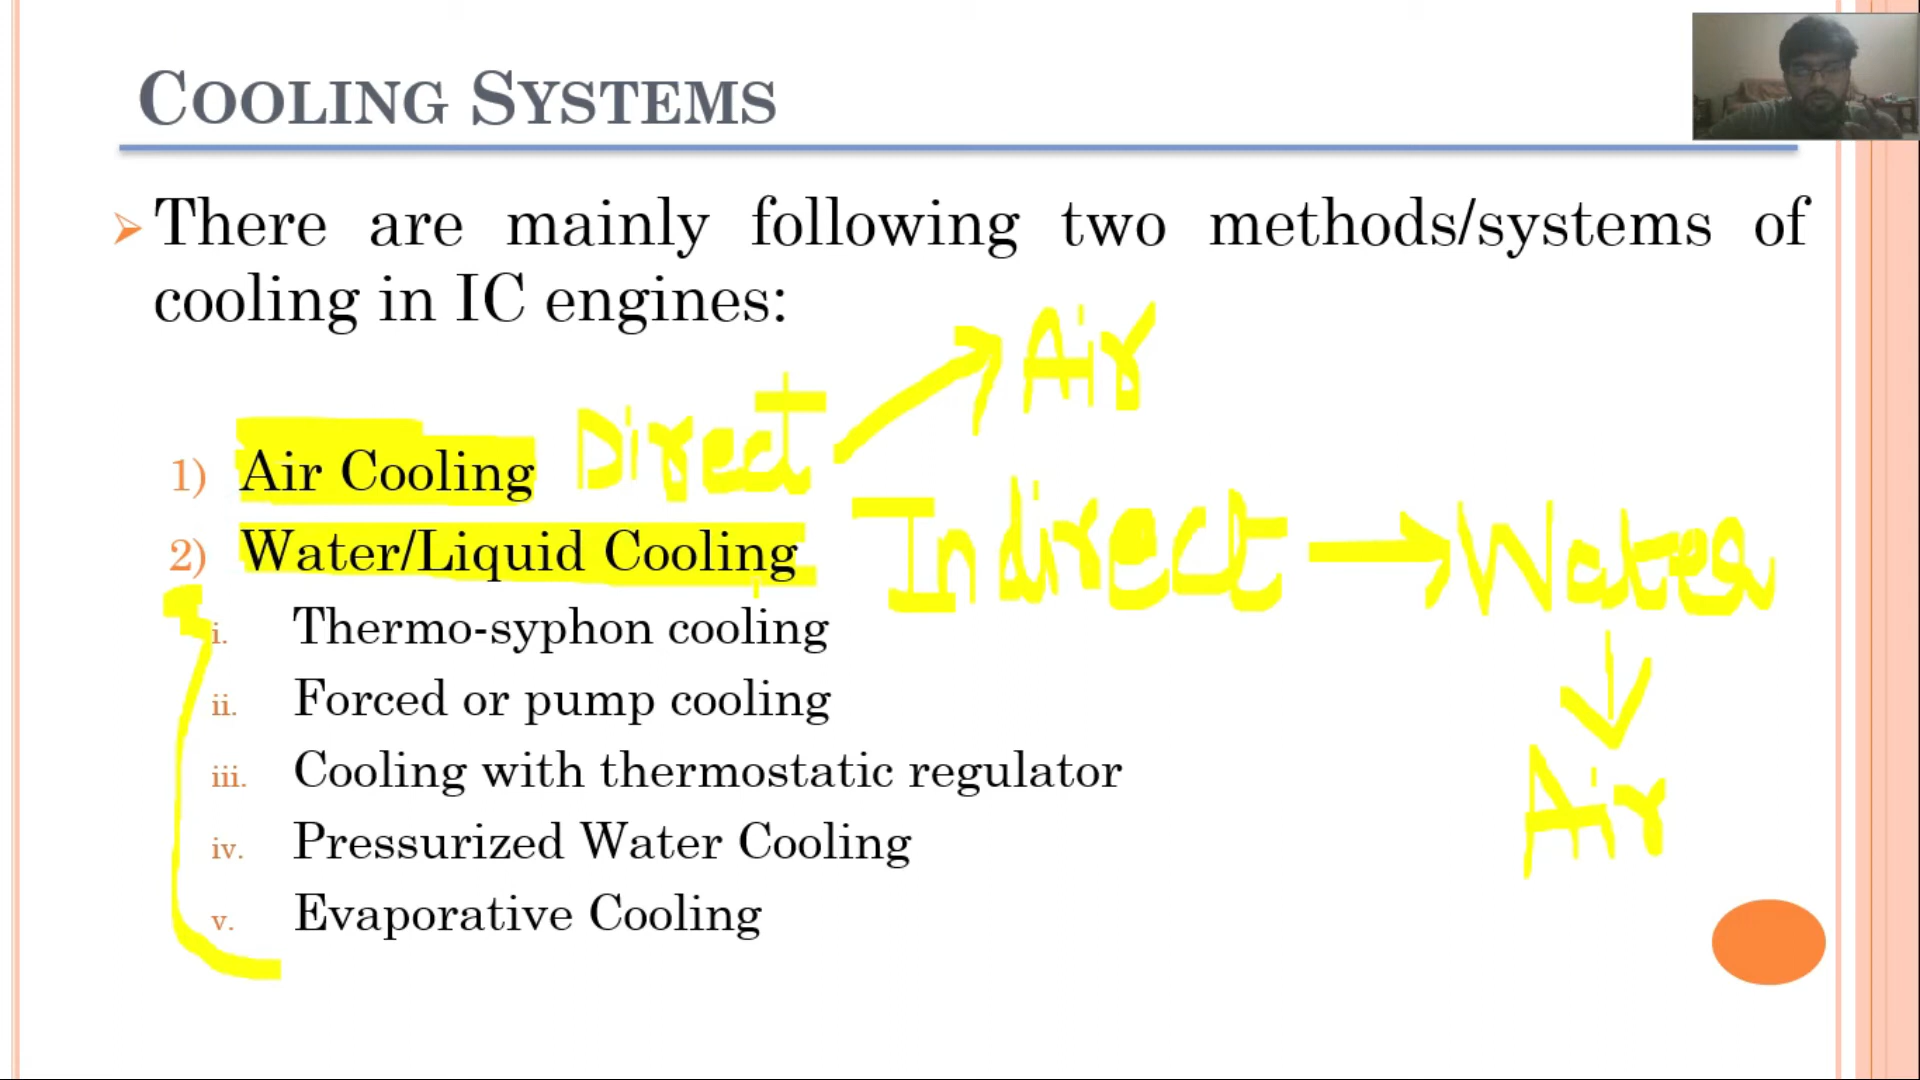 COOLING SYSTEMS
➢ There are mainly following two methods/systems of
cooling in IC engines:
Air
1) Air Cooling Direct
2) Water/Liquid Cooling Indirect → Water
i. Thermo-syphon cooling
ii. Forced or pump cooling
iii. Cooling with thermostatic regulator
Air
iv. Pressurized Water Cooling
v. Evaporative Cooling